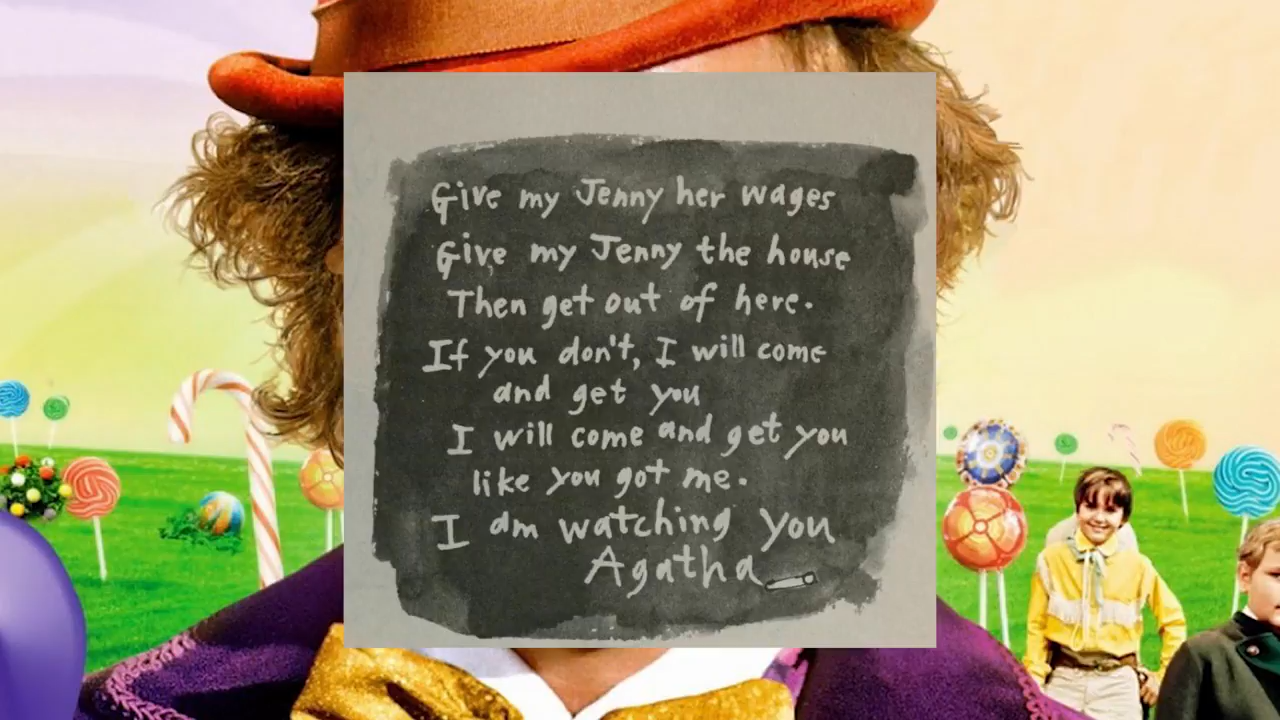 Give my Jenny her wages
Give my Jenny the house
Then get out of here.
If you don't, I will come
and get you
I will come and get you
like you got me.
I am watching you
Agatha